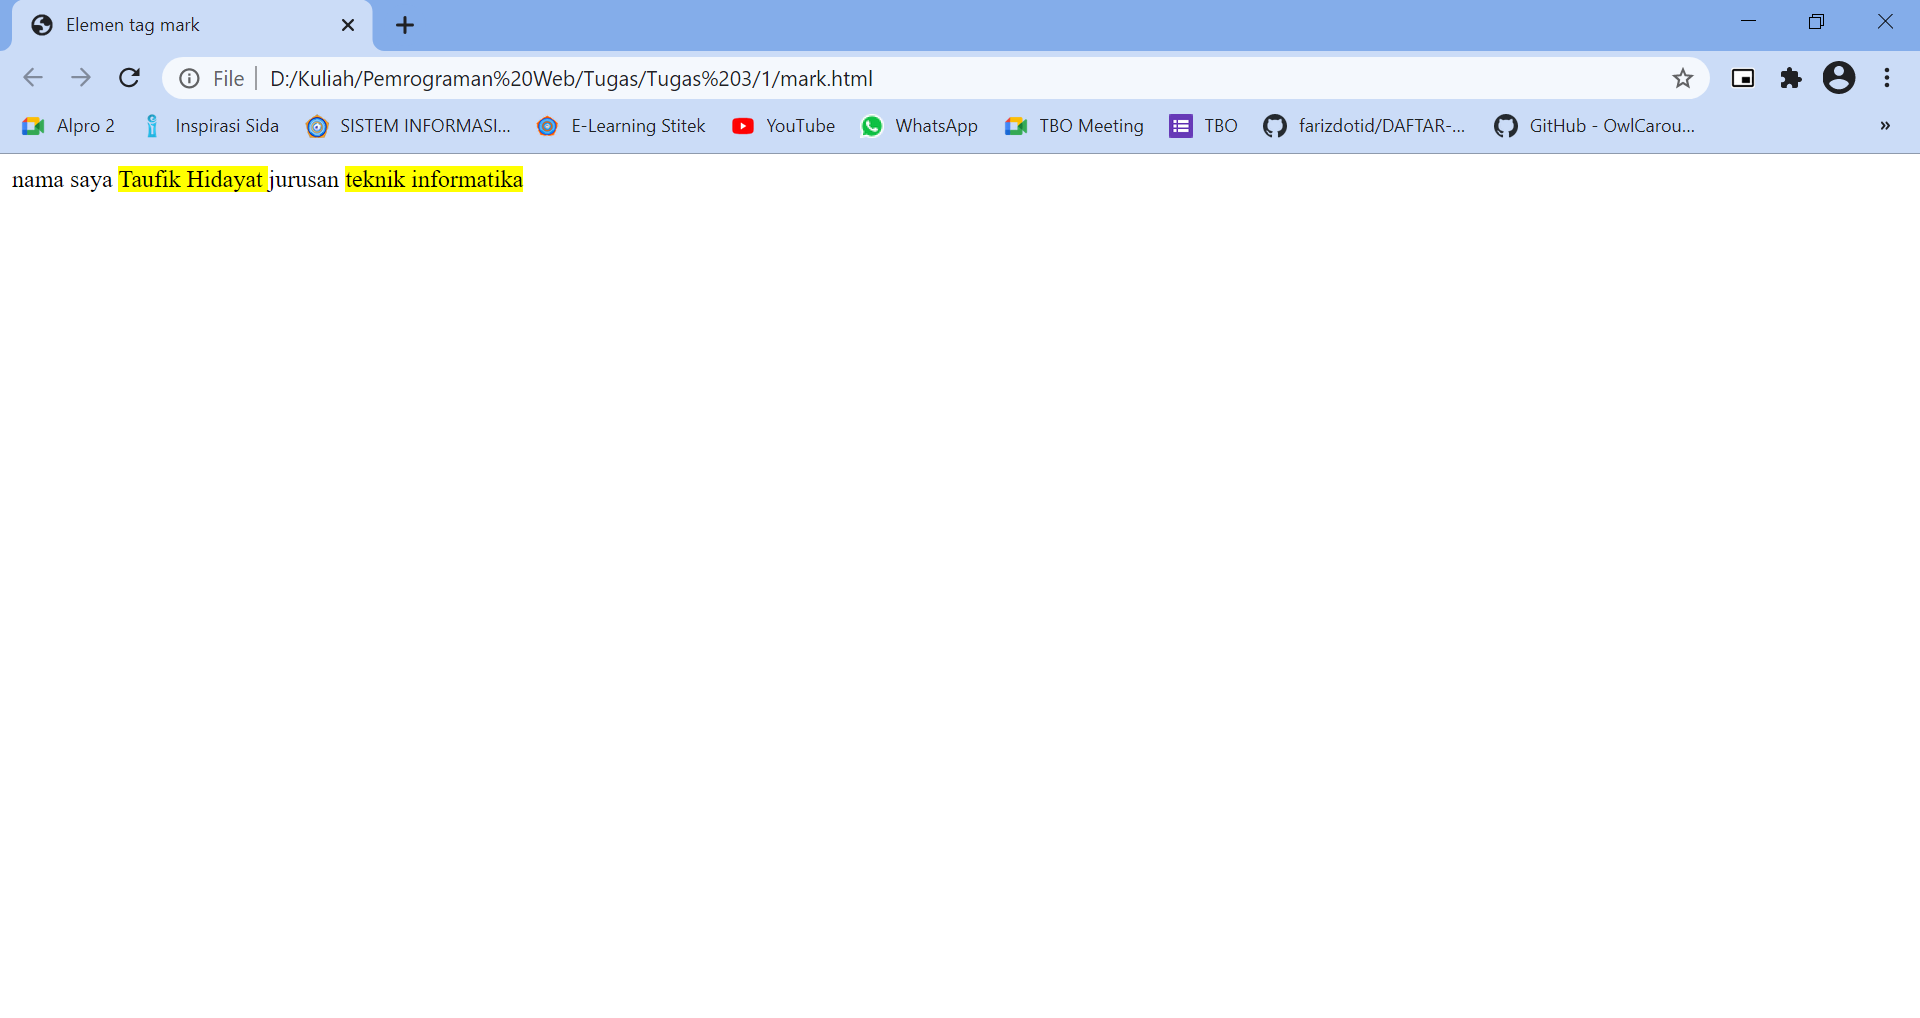 Elemen tag mark
File D:/Kuliah/Pemrograman%20Web/Tugas/Tugas%203/1/mark.html
Alpro 2 Inspirasi Sida SISTEM INFORMASI... E-Learning Stitek YouTube WhatsApp TBO Meeting TBO farizdotid/DAFTAR-... GitHub - OwlCarou... »
nama saya Taufik Hidayat jurusan teknik informatika